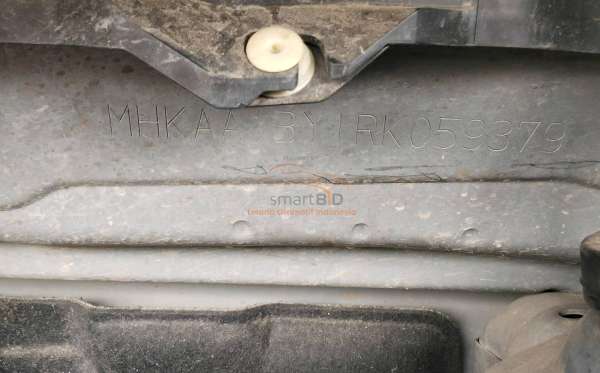 MHKAA BY1RK059379
smartBID
Lelang Otomotif Indonesia